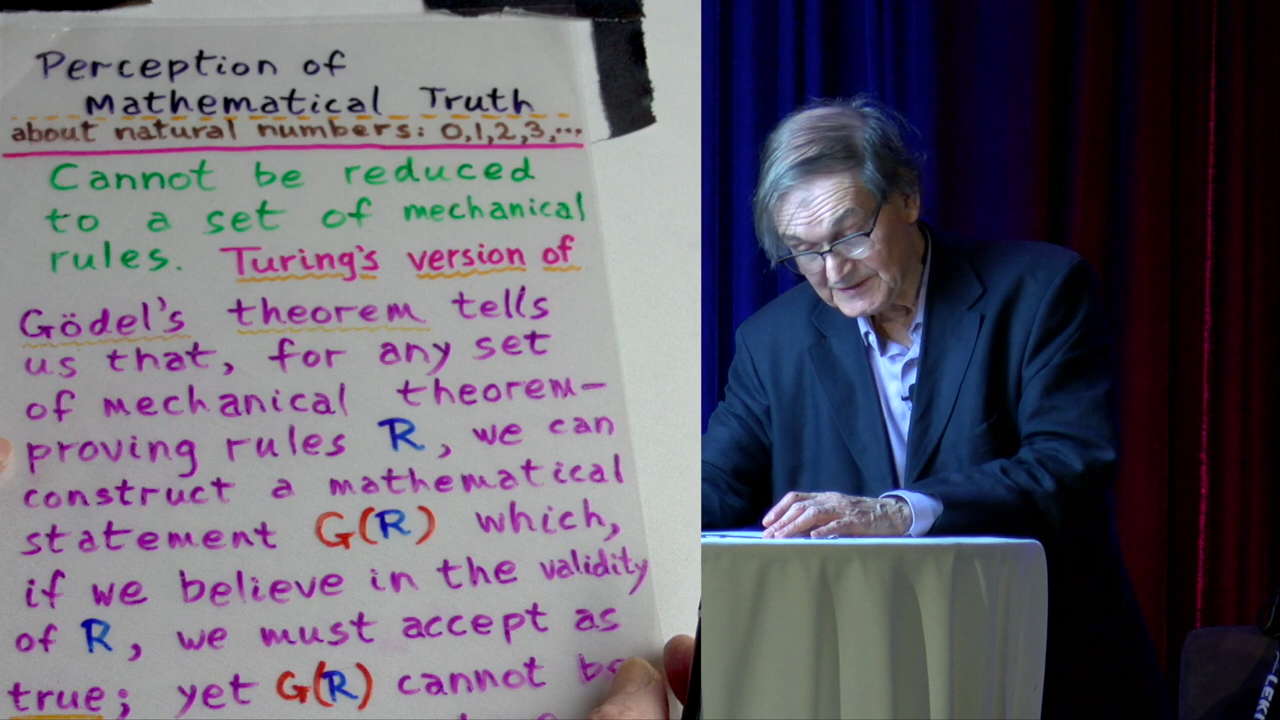 Perception of
Mathematical Truth
about natural numbers: 0,1,2,3,...
Cannot be reduced
to a set of mechanical
rules. Turing's version of
Gödel's theorem tells
us that, for any set
of mechanical theorem-
proving rules R, we can
construct a mathematical
statement G(R) which,
if we believe in the validity
of R, we must accept as
true; yet G(R) cannot be
LEKI